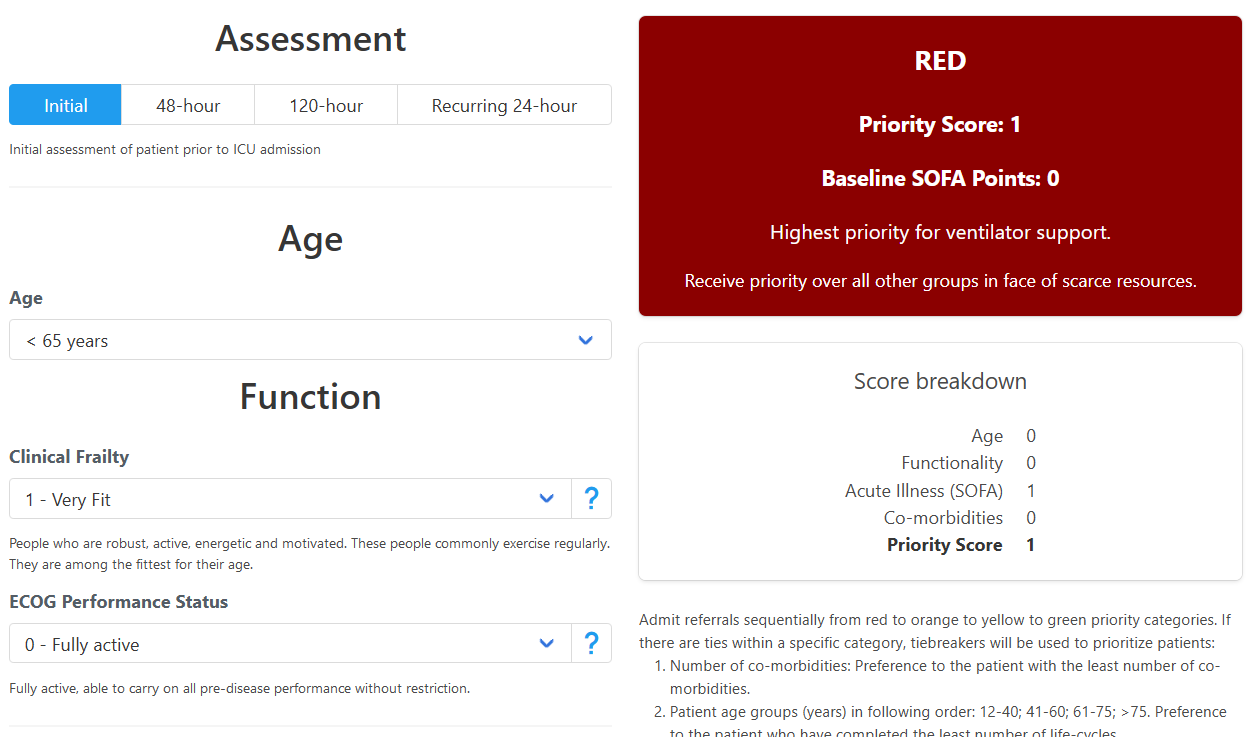 Assessment
Initial
48-hour
120-hour
Recurring 24-hour
Initial assessment of patient prior to ICU admission
Age
Age
< 65 years
Function
Clinical Frailty
1 - Very Fit
?
People who are robust, active, energetic and motivated. These people commonly exercise regularly.
They are among the fittest for their age.
ECOG Performance Status
0 - Fully active
?
Fully active, able to carry on all pre-disease performance without restriction.
RED
Priority Score: 1
Baseline SOFA Points: 0
Highest priority for ventilator support.
Receive priority over all other groups in face of scarce resources.
Score breakdown
Age 0
Functionality 0
Acute Illness (SOFA) 1
Co-morbidities 0
Priority Score 1
Admit referrals sequentially from red to orange to yellow to green priority categories. If
there are ties within a specific category, tiebreakers will be used to prioritize patients:
1. Number of co-morbidities: Preference to the patient with the least number of co-
morbidities.
2. Patient age groups (years) in following order: 12-40; 41-60; 61-75; >75. Preference
to the patient who have completed the least number of life-cycles.